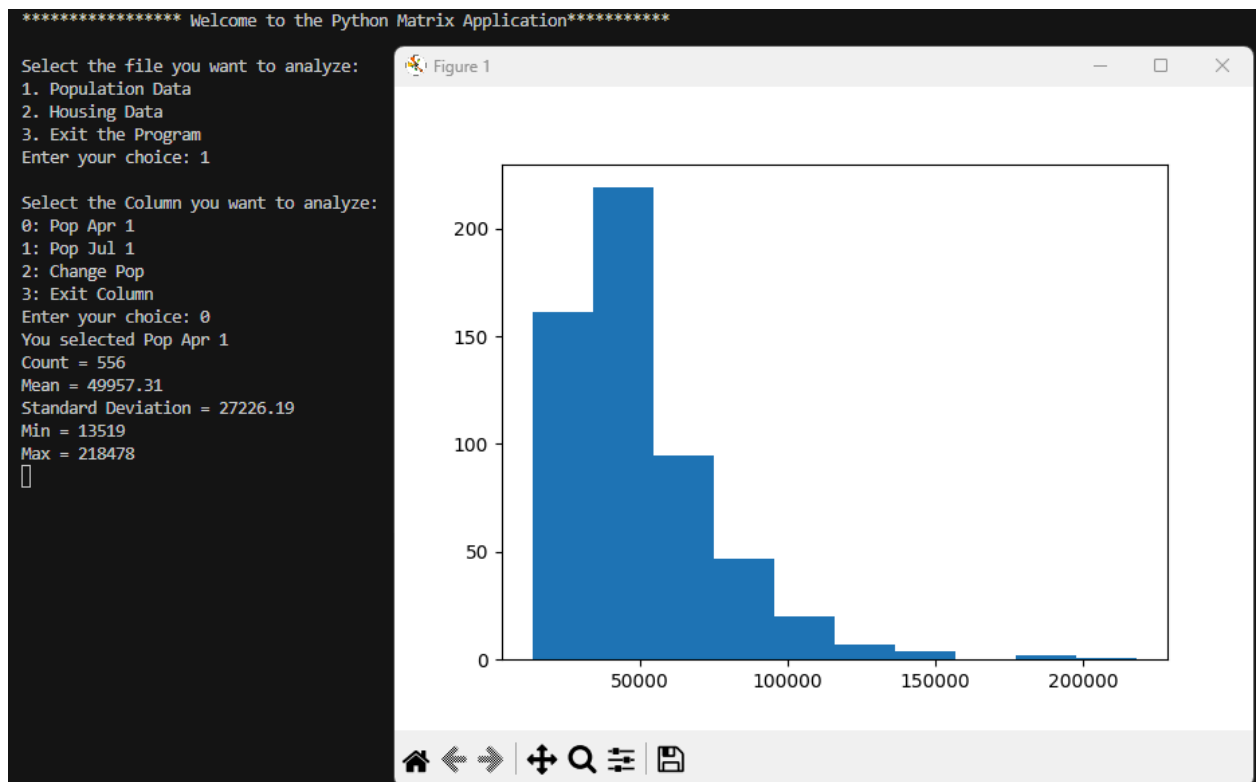 ***************** Welcome to the Python Matrix Application***********
Select the file you want to analyze:
1. Population Data
2. Housing Data
3. Exit the Program
Enter your choice: 1
Select the Column you want to analyze:
0: Pop Apr 1
1: Pop Jul 1
2: Change Pop
3: Exit Column
Enter your choice: 0
You selected Pop Apr 1
Count = 556
Mean = 49957.31
Standard Deviation = 27226.19
Min = 13519
Max = 218478
Figure 1
200
150
100
50
0
50000 100000 150000 200000